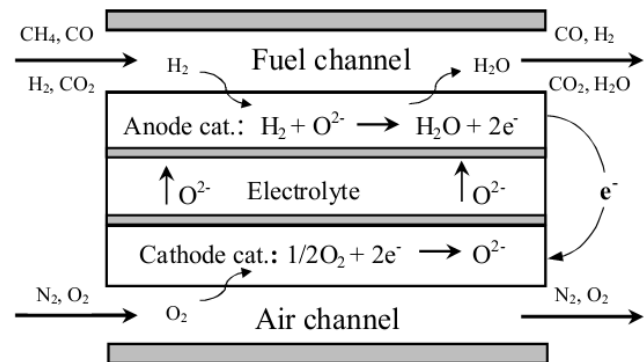 CH₄, CO
H₂, CO₂
H₂
Fuel channel
H₂O
CO, H₂
CO₂, H₂O
Anode cat.: H₂ + O²⁻ → H₂O + 2e⁻
↑ O²⁻ Electrolyte ↑ O²⁻
e⁻
Cathode cat.: 1/2O₂ + 2e⁻ → O²⁻
N₂, O₂
O₂
Air channel
N₂, O₂